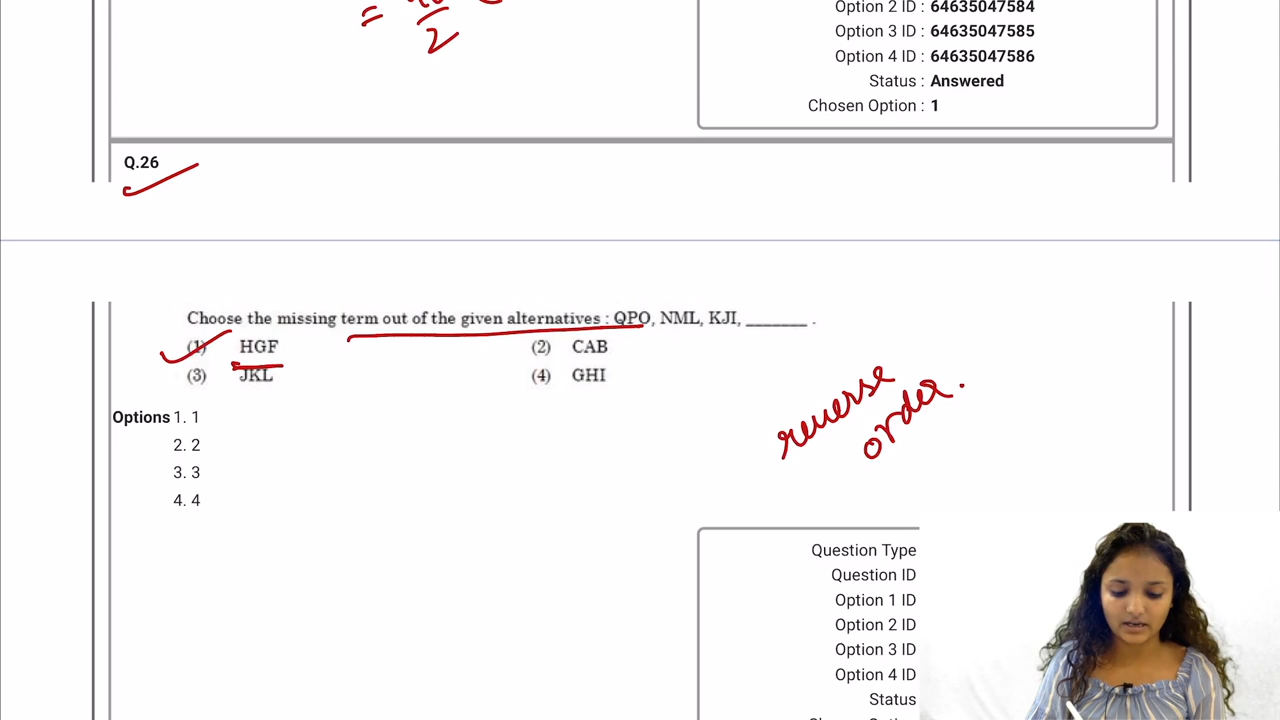 = 2
Option 2 ID : 64635047584
Option 3 ID : 64635047585
Option 4 ID : 64635047586
Status : Answered
Chosen Option : 1
Q.26
Choose the missing term out of the given alternatives : QPO, NML, KJI, _______ .
(1) HGF (2) CAB
(3) JKL (4) GHI
reverse
order.
Options 1. 1
2. 2
3. 3
4. 4
Question Type
Question ID
Option 1 ID
Option 2 ID
Option 3 ID
Option 4 ID
Status